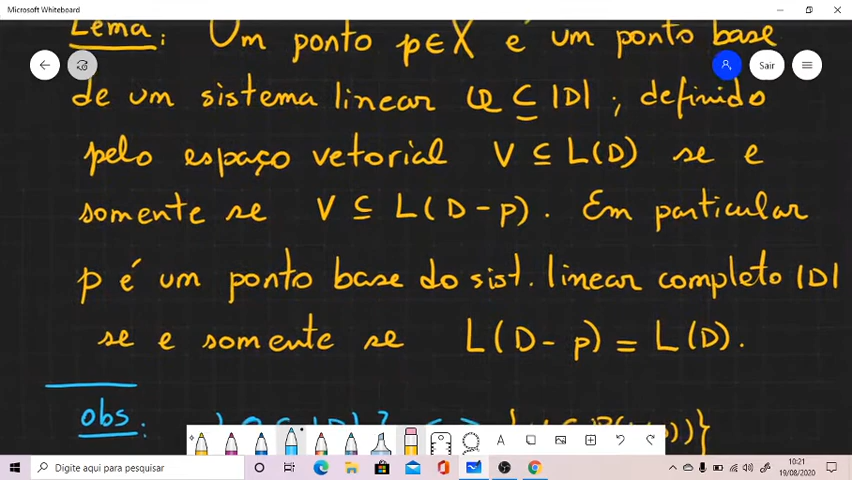 Microsoft Whiteboard
Lema: Um ponto p∈X é um ponto base
Sair
de um sistema linear Q ⊆ |D|, definido
pelo espaço vetorial V ⊆ L(D) se e
somente se V ⊆ L(D-p). Em particular
p é um ponto base do sist. linear completo |D|
se e somente se L(D-p) = L(D).
obs:
Digite aqui para pesquisar
10:21
19/08/2020